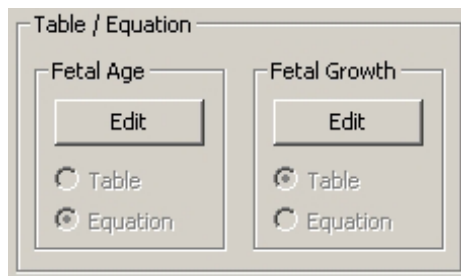 Table / Equation
Fetal Age Fetal Growth
Edit Edit
Table Table
Equation Equation